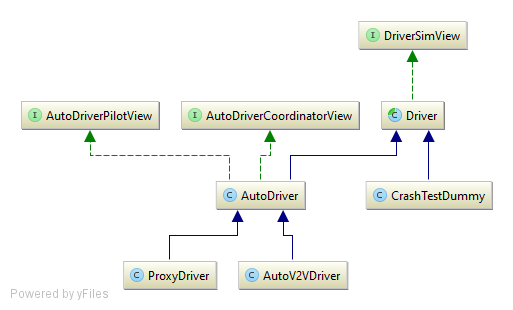 I DriverSimView
I AutoDriverPilotView
I AutoDriverCoordinatorView
C Driver
C AutoDriver
C CrashTestDummy
C ProxyDriver
C AutoV2VDriver
Powered by yFiles